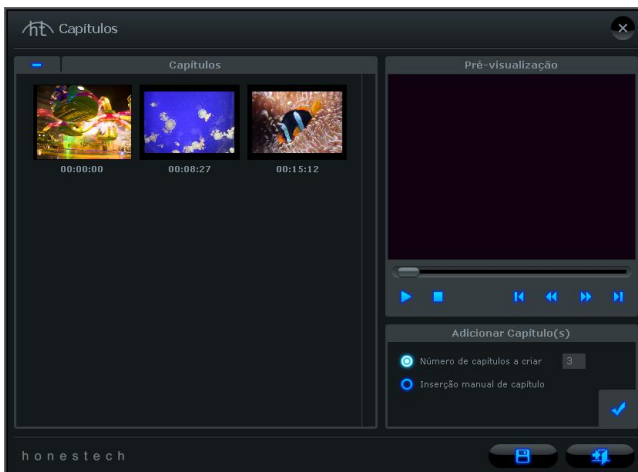 ht Capítulos
Capítulos
00:00:00 00:08:27 00:15:12
Pré-visualização
Adicionar Capítulo(s)
Número de capítulos a criar 3
Inserção manual de capítulo
honestech